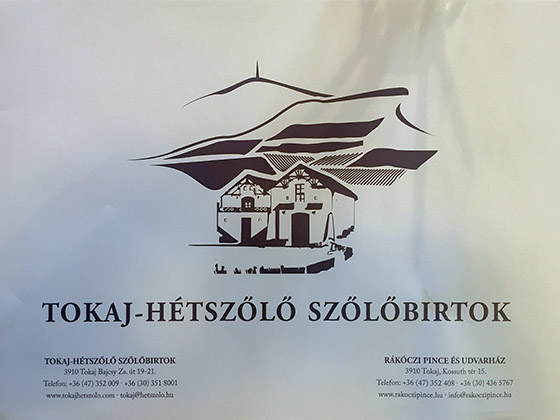 TOKAJ-HÉTSZŐLŐ SZŐLŐBIRTOK
TOKAJ-HÉTSZŐLŐ SZŐLŐBIRTOK
3910 Tokaj Bajcsy Zs. út 19-21.
Telefon: +36 (47) 352 009 · +36 (30) 351 8001
www.tokajhetszolo.com · tokaj@hetszolo.hu
RÁKÓCZI PINCE ÉS UDVARHÁZ
3910 Tokaj, Kossuth tér 15.
Telefon: +36 (47) 352 408 · +36 (30) 436 5767
www.rakoczipince.hu · info@rakoczipince.hu